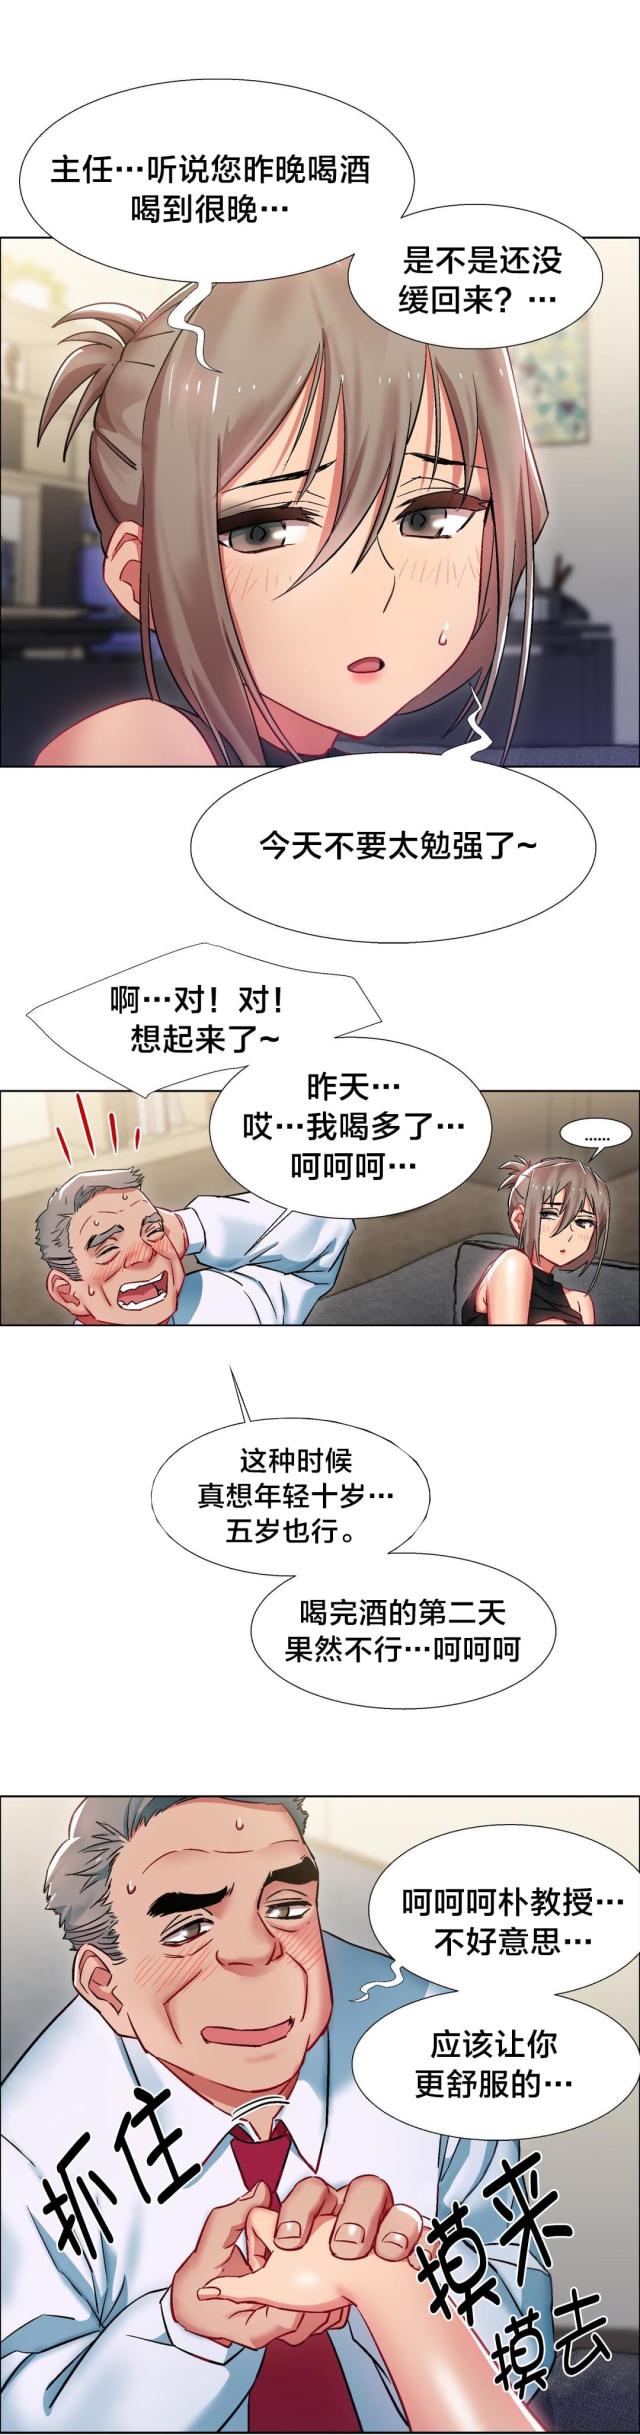 主任…听说您昨晚喝酒
喝到很晚…
是不是还没
缓回来？…
今天不要太勉强了~
啊…对！对！
想起来了~
昨天…
哎…我喝多了…
呵呵呵…
……
这种时候
真想年轻十岁…
五岁也行。
喝完酒的第二天
果然不行…呵呵呵
呵呵呵朴教授…
不好意思…
应该让你
更舒服的…
抓住
摸来
摸去